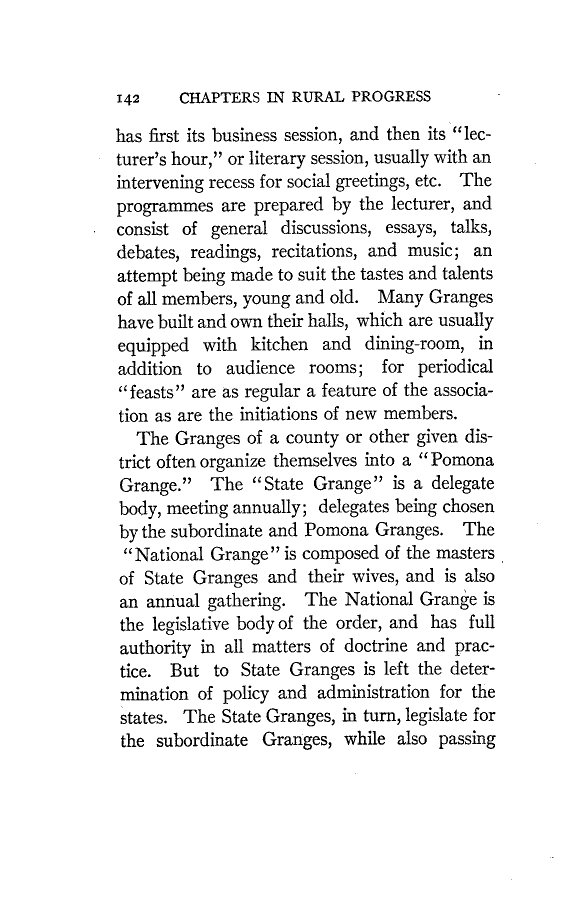 142 CHAPTERS IN RURAL PROGRESS
has first its business session, and then its "lec-
turer's hour," or literary session, usually with an
intervening recess for social greetings, etc. The
programmes are prepared by the lecturer, and
consist of general discussions, essays, talks,
debates, readings, recitations, and music; an
attempt being made to suit the tastes and talents
of all members, young and old. Many Granges
have built and own their halls, which are usually
equipped with kitchen and dining-room, in
addition to audience rooms; for periodical
"feasts" are as regular a feature of the associa-
tion as are the initiations of new members.
The Granges of a county or other given dis-
trict often organize themselves into a "Pomona
Grange." The "State Grange" is a delegate
body, meeting annually; delegates being chosen
by the subordinate and Pomona Granges. The
"National Grange" is composed of the masters
of State Granges and their wives, and is also
an annual gathering. The National Grange is
the legislative body of the order, and has full
authority in all matters of doctrine and prac-
tice. But to State Granges is left the deter-
mination of policy and administration for the
states. The State Granges, in turn, legislate for
the subordinate Granges, while also passing